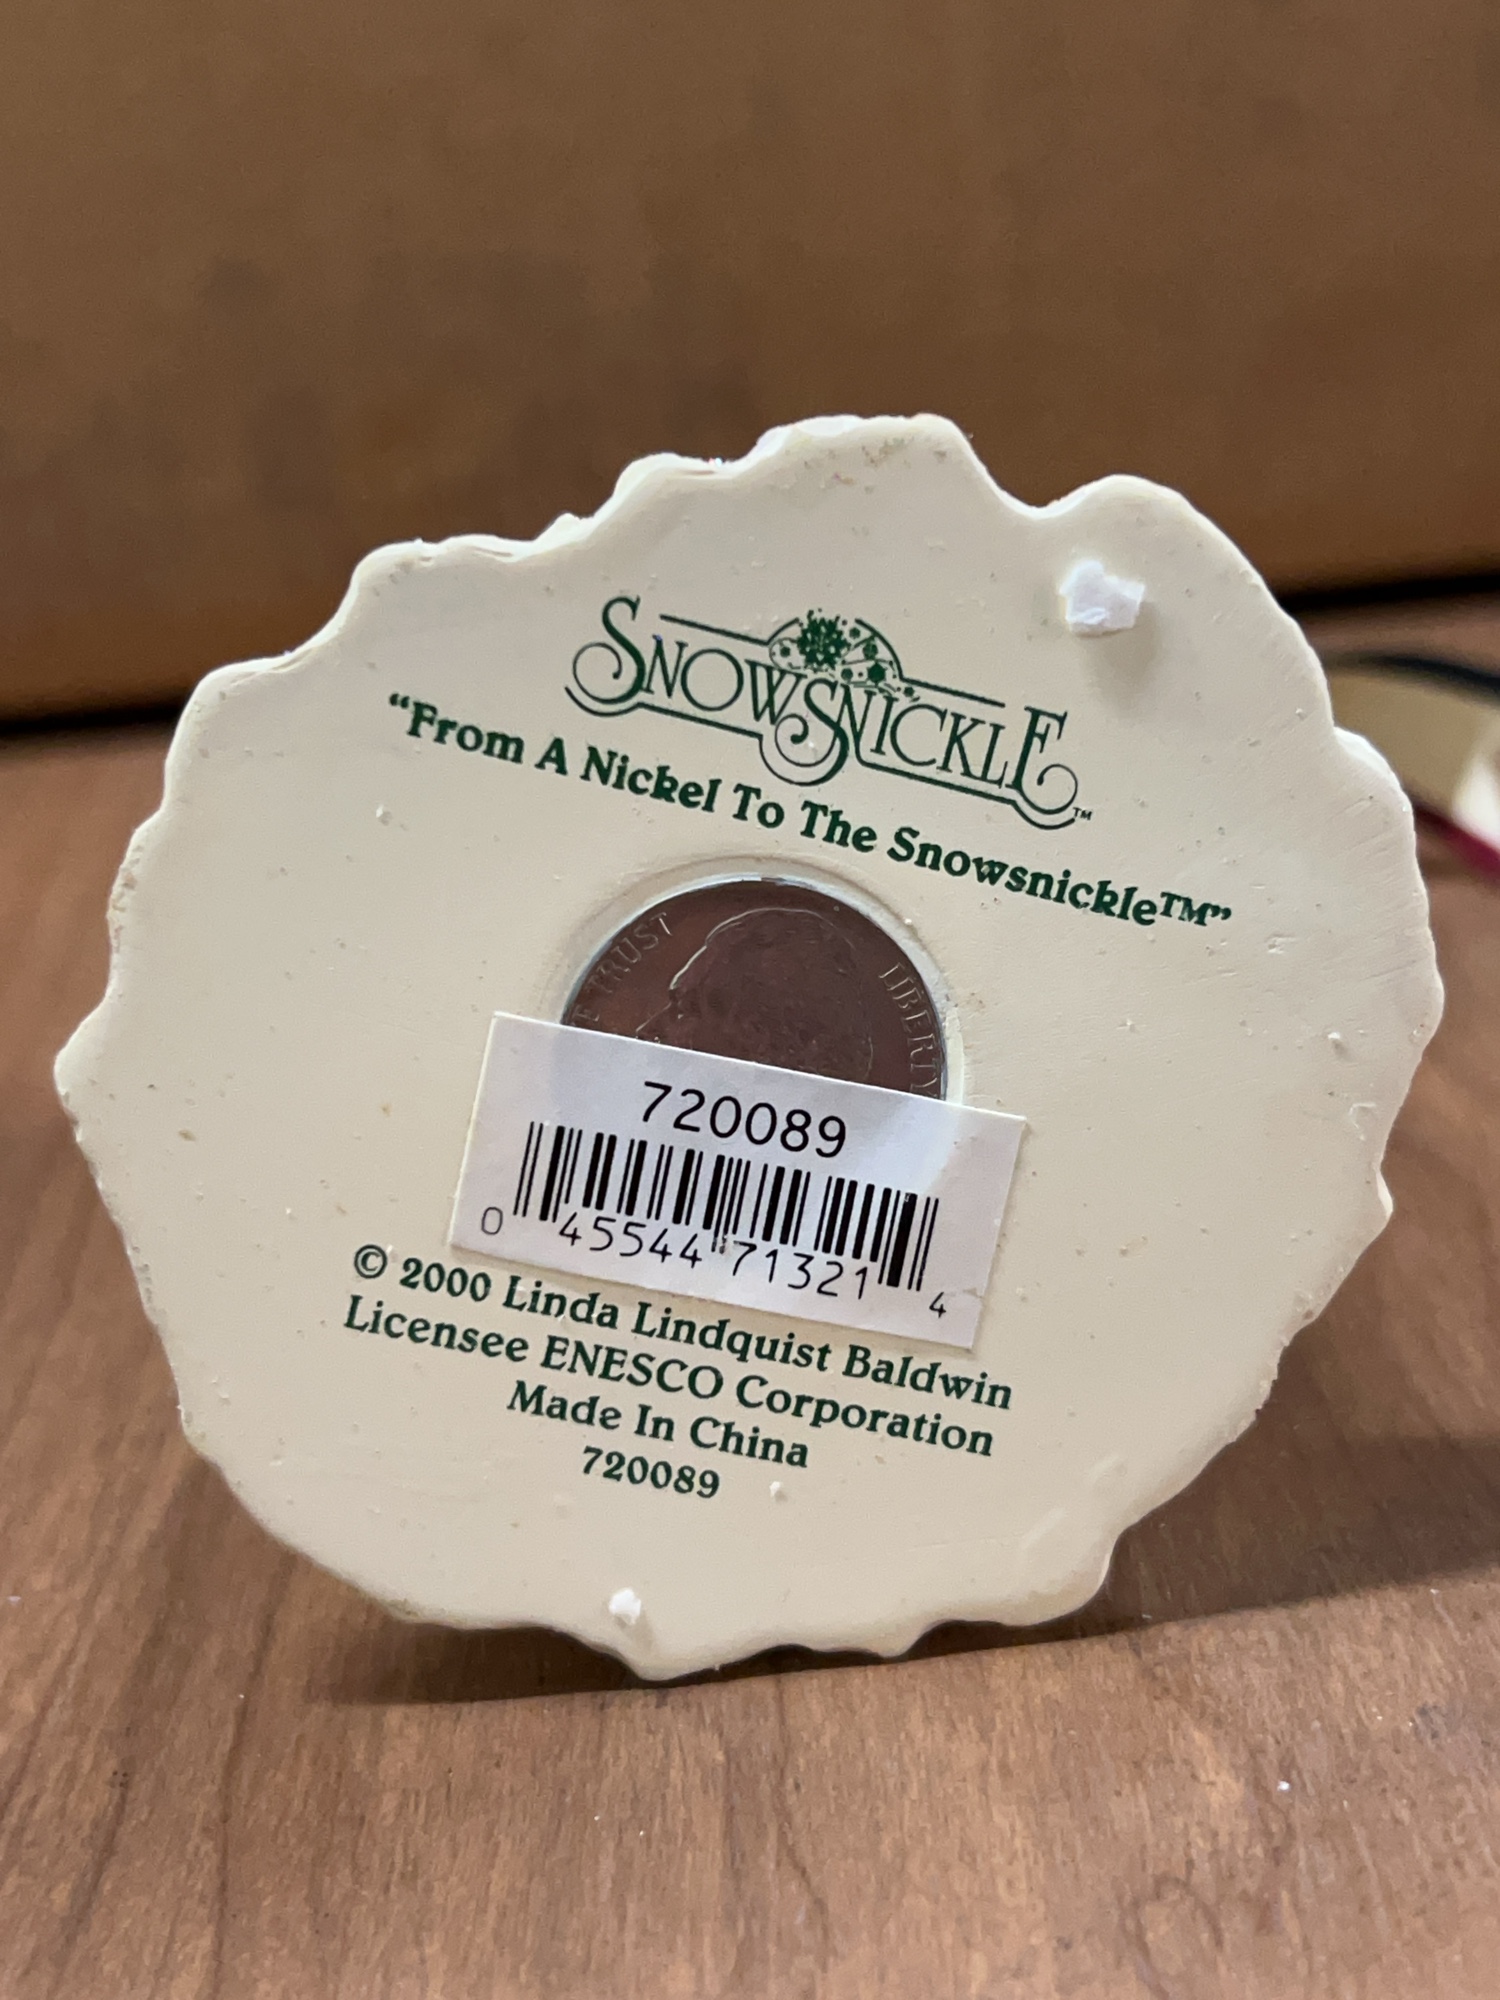 SNOWSNICKLE™
“From A Nickel To The Snowsnickle™”
TRUST
LIBERTY
720089
0 45544 71321 4
© 2000 Linda Lindquist Baldwin
Licensee ENESCO Corporation
Made In China
720089